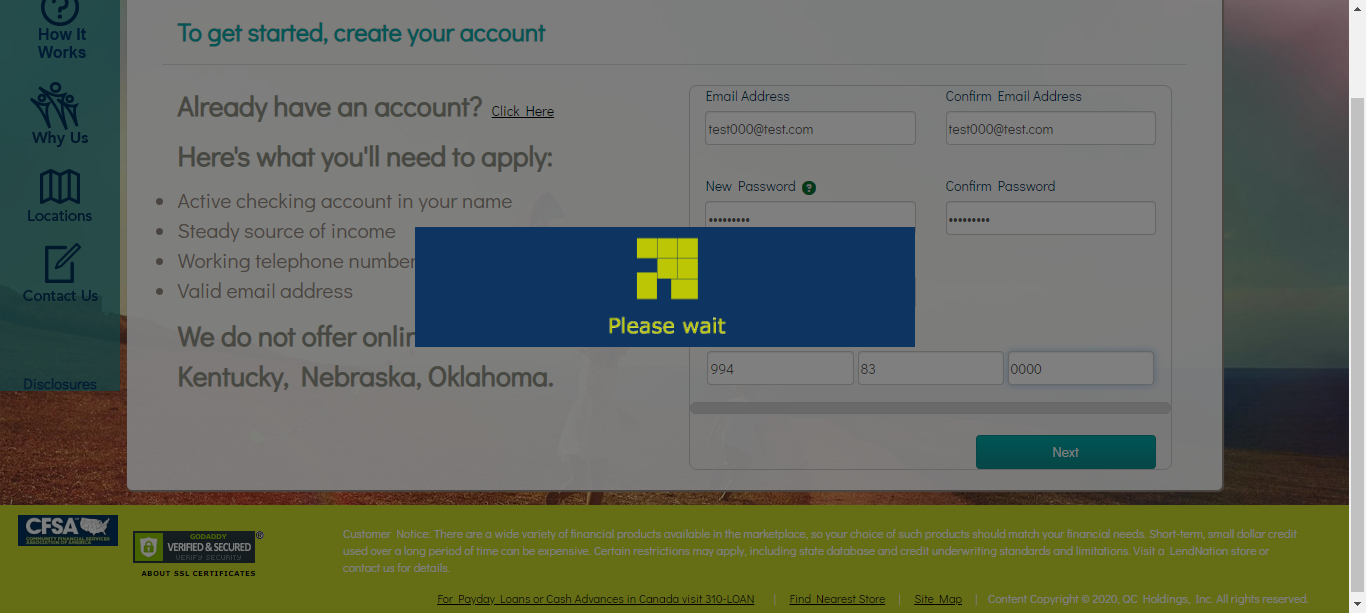 How It
Works
Why Us
Locations
Contact Us
Disclosures
To get started, create your account
Already have an account? Click Here
Here's what you'll need to apply:
Active checking account in your name
Steady source of income
Working telephone number
Valid email address
We do not offer onlin
Kentucky, Nebraska, Oklahoma.
Email Address
Confirm Email Address
test000@test.com
test000@test.com
New Password ?
Confirm Password
•••••••••
•••••••••
Please wait
994
83
0000
Next
CFSA
COMMUNITY FINANCIAL SERVICES
ASSOCIATION OF AMERICA
GODADDY
VERIFIED & SECURED
VERIFY SECURITY
ABOUT SSL CERTIFICATES
Customer Notice: There are a wide variety of financial products available in the marketplace, so your choice of such products should match your financial needs. Short-term, small dollar credit
used over a long period of time can be expensive. Certain restrictions may apply, including state database and credit underwriting standards and limitations. Visit a LendNation store or
contact us for details.
For Payday Loans or Cash Advances in Canada visit 310-LOAN | Find Nearest Store | Site Map | Content Copyright © 2020, QC Holdings, Inc. All rights reserved.